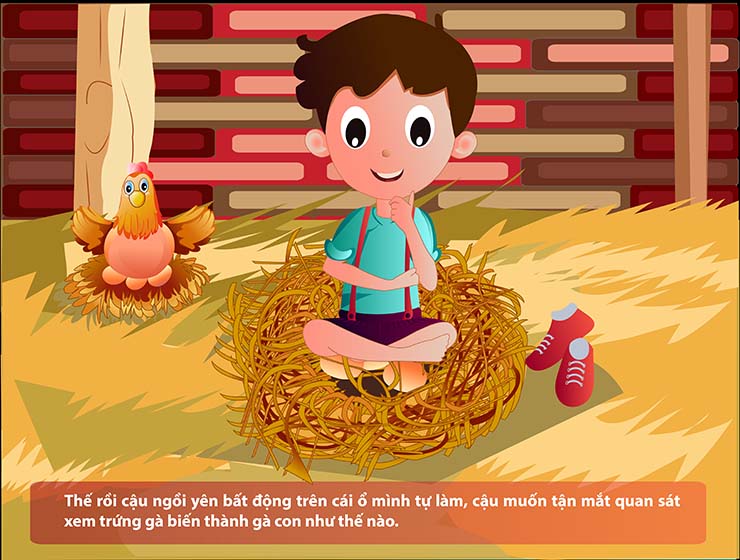 Thế rồi cậu ngồi yên bất động trên cái ổ mình tự làm, cậu muốn tận mắt quan sát
xem trứng gà biến thành gà con như thế nào.